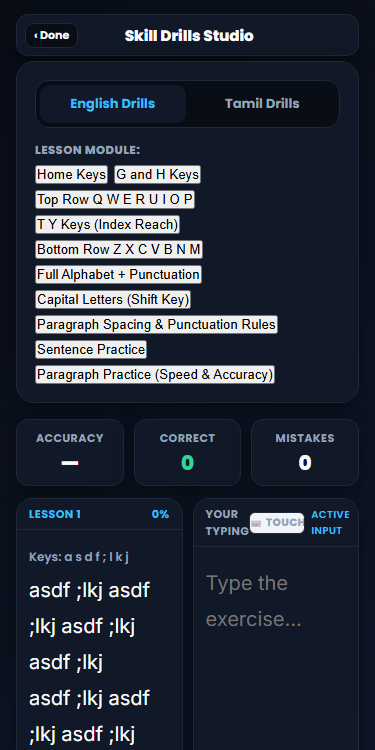 ‹ Done
Skill Drills Studio
English Drills
Tamil Drills
LESSON MODULE:
Home Keys
G and H Keys
Top Row Q W E R U I O P
T Y Keys (Index Reach)
Bottom Row Z X C V B N M
Full Alphabet + Punctuation
Capital Letters (Shift Key)
Paragraph Spacing & Punctuation Rules
Sentence Practice
Paragraph Practice (Speed & Accuracy)
ACCURACY
—
CORRECT
0
MISTAKES
0
LESSON 1
0%
Keys: a s d f ; l k j
asdf ;lkj asdf
;lkj asdf ;lkj
asdf ;lkj
asdf ;lkj asdf
;lkj asdf ;lkj
YOUR
TYPING
TOUCH
ACTIVE
INPUT
Type the
exercise...